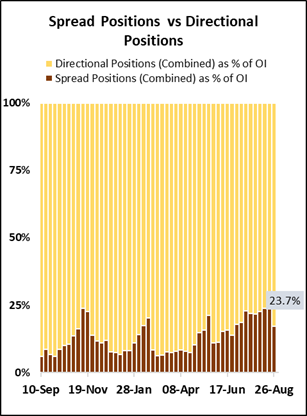 Spread Positions vs Directional
Positions
Directional Positions (Combined) as % of OI
Spread Positions (Combined) as % of OI
100%
75%
50%
25%
23.7%
0%
10-Sep 19-Nov 28-Jan 08-Apr 17-Jun 26-Aug